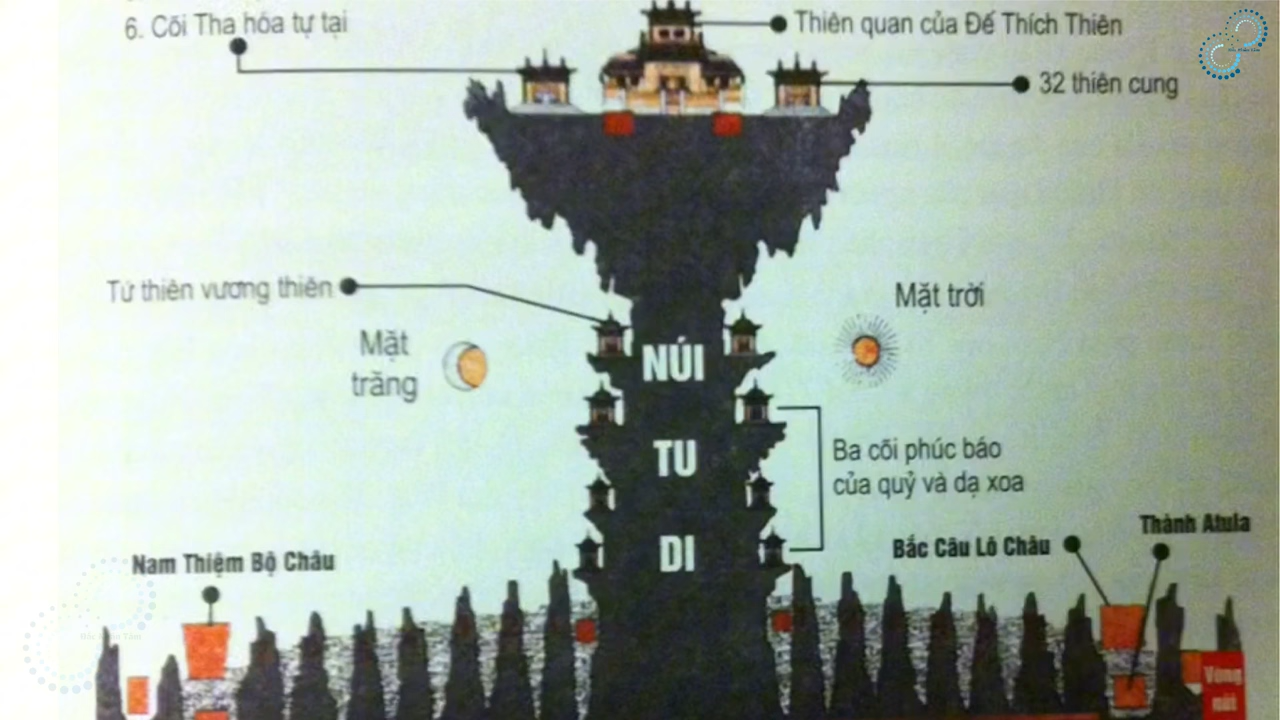 6. Cõi Tha hóa tự tại
Thiên quan của Đế Thích Thiên
32 thiên cung
Tứ thiên vương thiên
Mặt trời
Mặt
trăng
NÚI
TU
DI
Ba cõi phúc báo
của quỷ và dạ xoa
Thành Atula
Bắc Câu Lô Châu
Nam Thiệm Bộ Châu